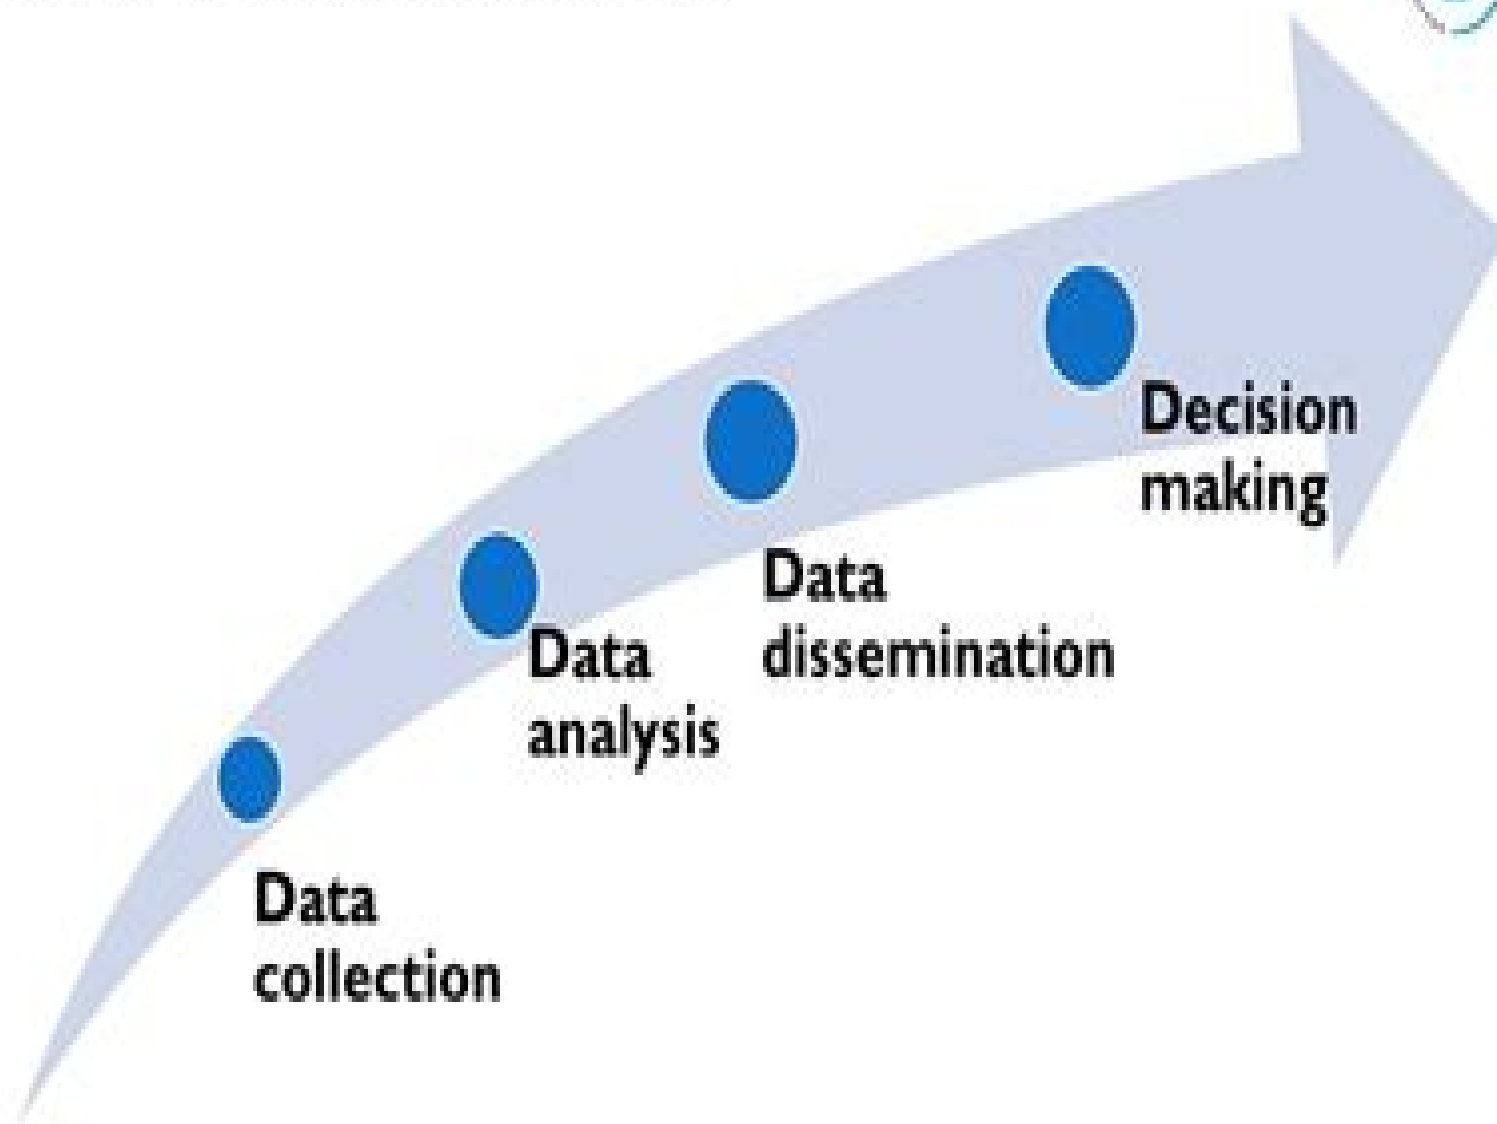 Data
collection
Data
analysis
Data
dissemination
Decision
making